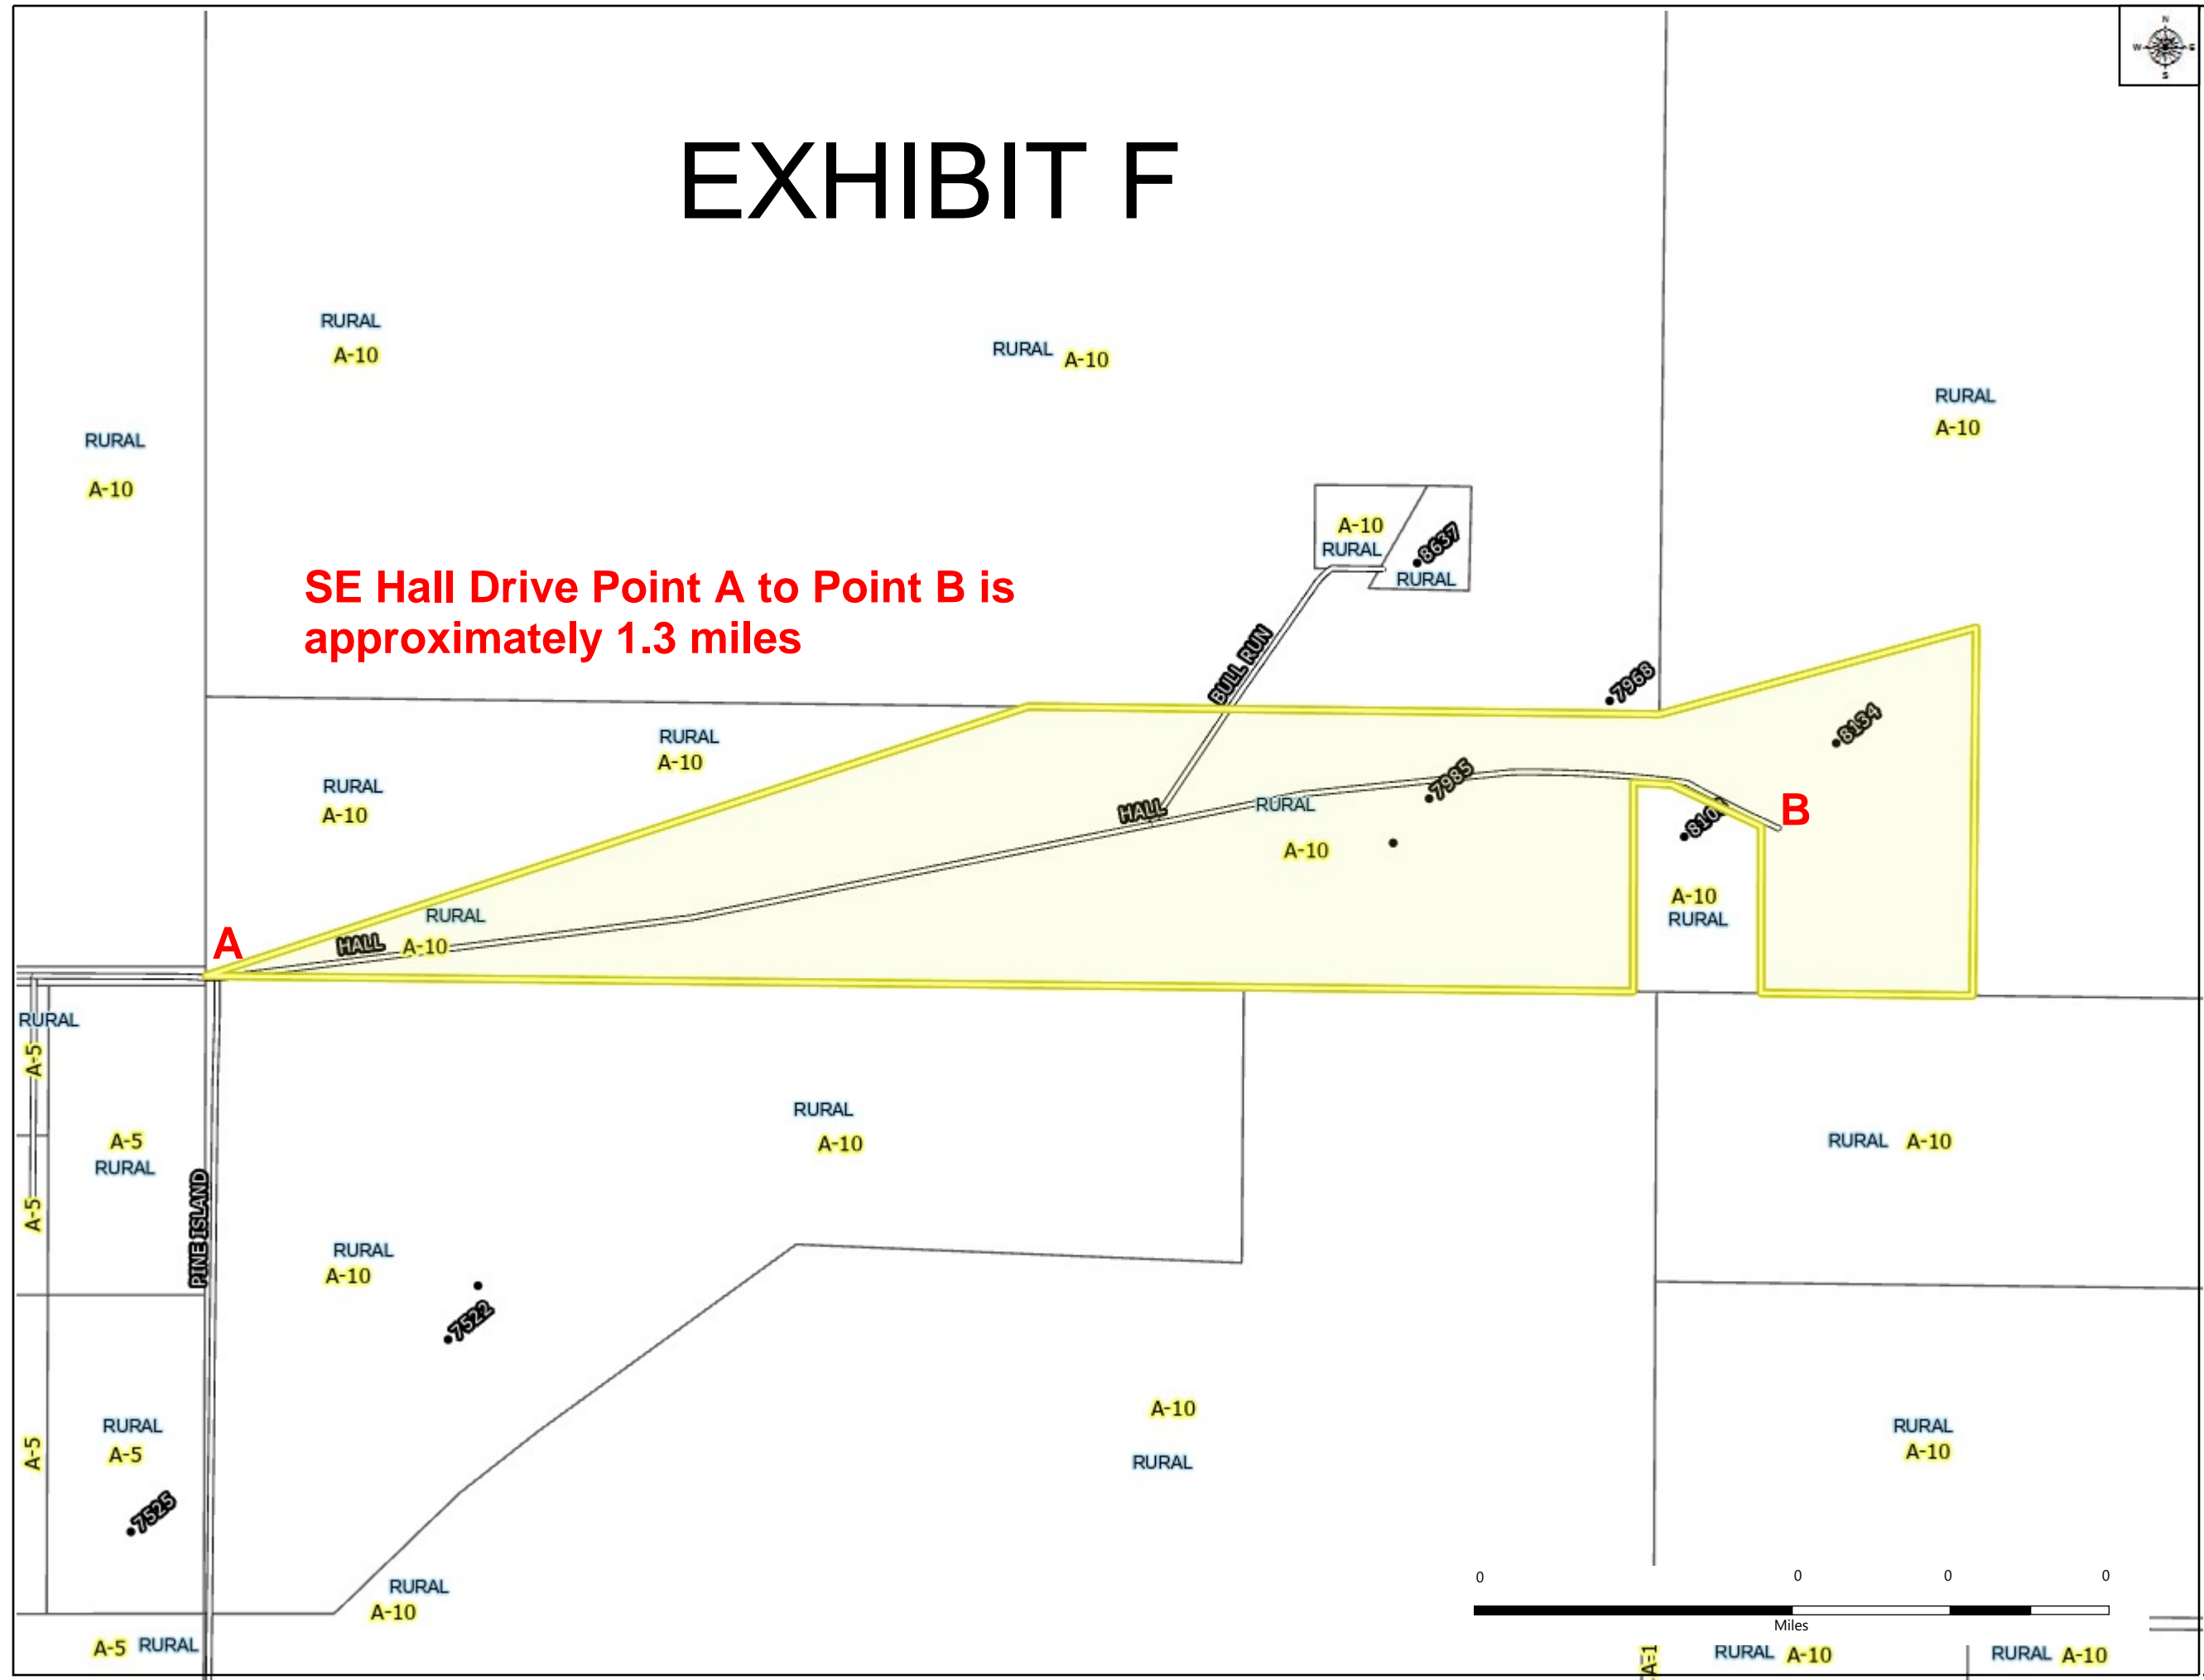 N
W
E
S
EXHIBIT F
RURAL
A-10
RURAL A-10
RURAL
A-10
RURAL
A-10
A-10
RURAL
8637
RURAL
SE Hall Drive Point A to Point B is
approximately 1.3 miles
BULL RUN
7968
RURAL
A-10
8134
RURAL
A-10
7985
HALL
RURAL
B
A-10
A-10
RURAL
RURAL
A
HALL A-10
RURAL
A-5
A-5
RURAL
A-5
PINE ISLAND
RURAL
A-10
RURAL A-10
RURAL
A-10
7522
A-10
RURAL
RURAL
A-10
RURAL
A-5
A-5
7525
RURAL
A-10
0 0 0 0
Miles
A-5 RURAL
A-1
RURAL A-10
RURAL A-10